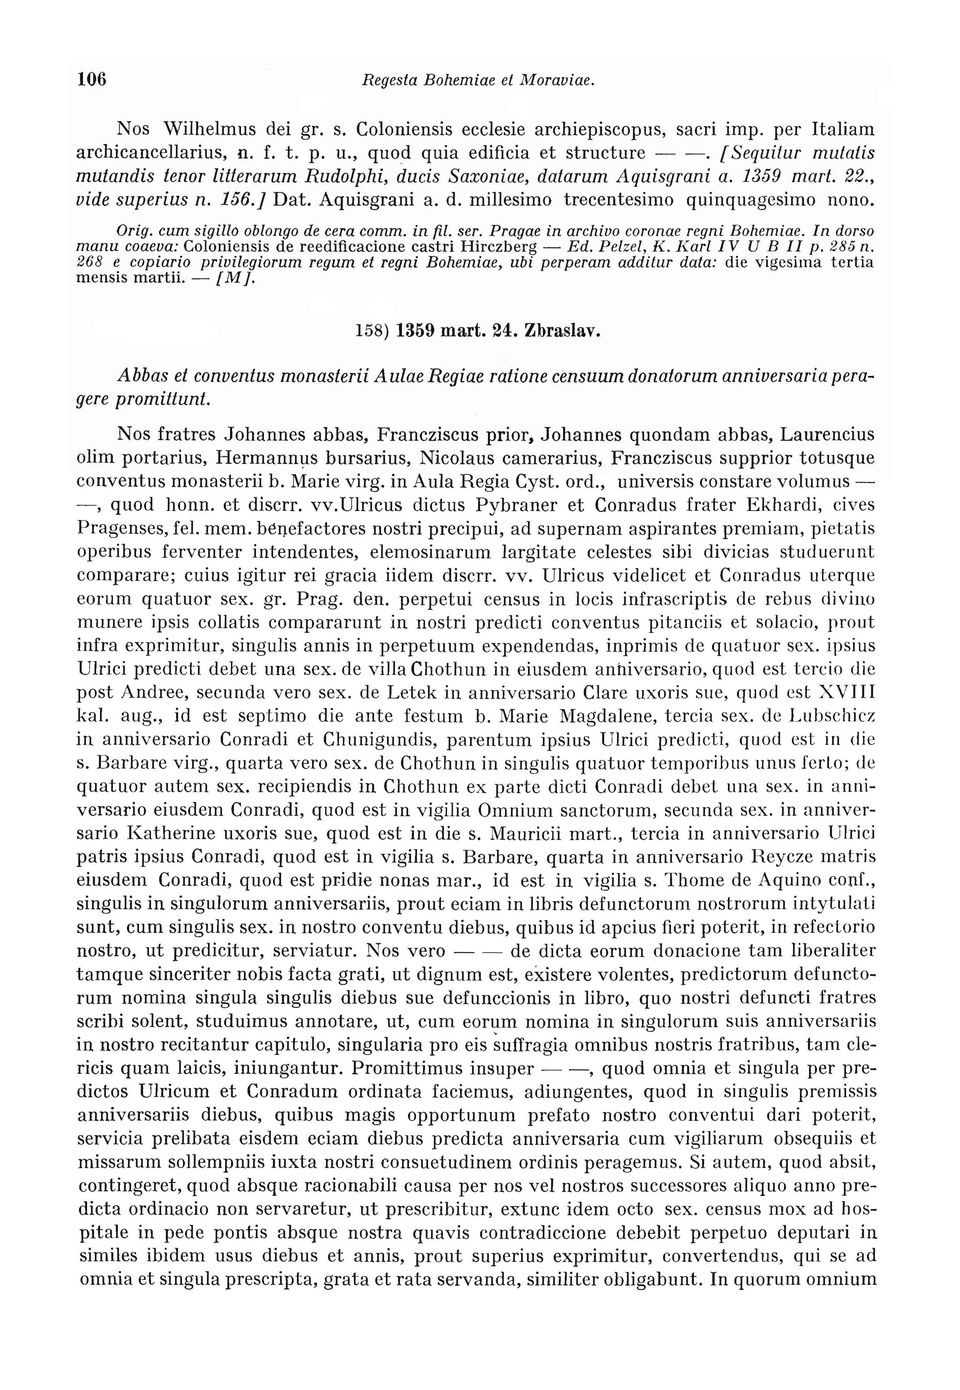 106 Regesta Bohemiae et Moraviae.
Nos Wilhelmus dei gr. s. Coloniensis ecclesie archiepiscopus, sacri imp. per Italiam
archicancellarius, n. f. t. p. u., quod quia edificia et structure — —. [Sequitur mutatis
mutandis tenor litterarum Rudolphi, ducis Saxoniae, datarum Aquisgrani a. 1359 mart. 22.,
vide superius n. 156.] Dat. Aquisgrani a. d. millesimo trecentesimo quinquagesimo nono.
Orig. cum sigillo oblongo de cera comm. in fil. ser. Pragae in archivo coronae regni Bohemiae. In dorso
manu coaeva: Coloniensis de reedificacione castri Hirczberg — Ed. Pelzel, K. Karl IV U B II p. 285 n.
268 e copiario privilegiorum regum et regni Bohemiae, ubi perperam additur data: die vigesima tertia
mensis martii. — [M].
158) 1359 mart. 24. Zbraslav.
Abbas et conventus monasterii Aulae Regiae ratione censuum donatorum anniversaria pera-
gere promittunt.
Nos fratres Johannes abbas, Francziscus prior, Johannes quondam abbas, Laurencius
olim portarius, Hermannus bursarius, Nicolaus camerarius, Francziscus supprior totusque
conventus monasterii b. Marie virg. in Aula Regia Cyst. ord., universis constare volumus —
—, quod honn. et discrr. vv. Ulricus dictus Pybraner et Conradus frater Ekhardi, cives
Pragenses, fel. mem. benefactores nostri precipui, ad supernam aspirantes premiam, pietatis
operibus ferventer intendentes, elemosinarum largitate celestes sibi divicias studuerunt
comparare; cuius igitur rei gracia iidem discrr. vv. Ulricus videlicet et Conradus uterque
eorum quatuor sex. gr. Prag. den. perpetui census in locis infrascriptis de rebus divino
munere ipsis collatis compararunt in nostri predicti conventus pitanciis et solacio, prout
infra exprimitur, singulis annis in perpetuum expendendas, inprimis de quatuor sex. ipsius
Ulrici predicti debet una sex. de villa Chothun in eiusdem anniversario, quod est tercio die
post Andree, secunda vero sex. de Letek in anniversario Clare uxoris sue, quod est XVIII
kal. aug., id est septimo die ante festum b. Marie Magdalene, tercia sex. de Lubschicz
in anniversario Conradi et Chunigundis, parentum ipsius Ulrici predicti, quod est in die
s. Barbare virg., quarta vero sex. de Chothun in singulis quatuor temporibus unus ferto; de
quatuor autem sex. recipiendis in Chothun ex parte dicti Conradi debet una sex. in anni-
versario eiusdem Conradi, quod est in vigilia Omnium sanctorum, secunda sex. in anniver-
sario Katherine uxoris sue, quod est in die s. Mauricii mart., tercia in anniversario Ulrici
patris ipsius Conradi, quod est in vigilia s. Barbare, quarta in anniversario Reycze matris
eiusdem Conradi, quod est pridie nonas mar., id est in vigilia s. Thome de Aquino conf.,
singulis in singulorum anniversariis, prout eciam in libris defunctorum nostrorum intytulati
sunt, cum singulis sex. in nostro conventu diebus, quibus id apcius fieri poterit, in refectorio
nostro, ut predicitur, serviatur. Nos vero — — de dicta eorum donacione tam liberaliter
tamque sinceriter nobis facta grati, ut dignum est, existere volentes, predictorum defuncto-
rum nomina singula singulis diebus sue defunccionis in libro, quo nostri defuncti fratres
scribi solent, studuimus annotare, ut, cum eorum nomina in singulorum suis anniversariis
in nostro recitantur capitulo, singularia pro eis suffragia omnibus nostris fratribus, tam cle-
ricis quam laicis, iniungantur. Promittimus insuper — —, quod omnia et singula per pre-
dictos Ulricum et Conradum ordinata faciemus, adiungentes, quod in singulis premissis
anniversariis diebus, quibus magis opportunum prefato nostro conventui dari poterit,
servicia prelibata eisdem eciam diebus predicta anniversaria cum vigiliarum obsequiis et
missarum sollempniis iuxta nostri consuetudinem ordinis peragemus. Si autem, quod absit,
contingeret, quod absque racionabili causa per nos vel nostros successores aliquo anno pre-
dicta ordinacio non servaretur, ut prescribitur, extunc idem octo sex. census mox ad hos-
pitale in pede pontis absque nostra quavis contradiccione debebit perpetuo deputari in
similes ibidem usus diebus et annis, prout superius exprimitur, convertendus, qui se ad
omnia et singula prescripta, grata et rata servanda, similiter obligabunt. In quorum omnium